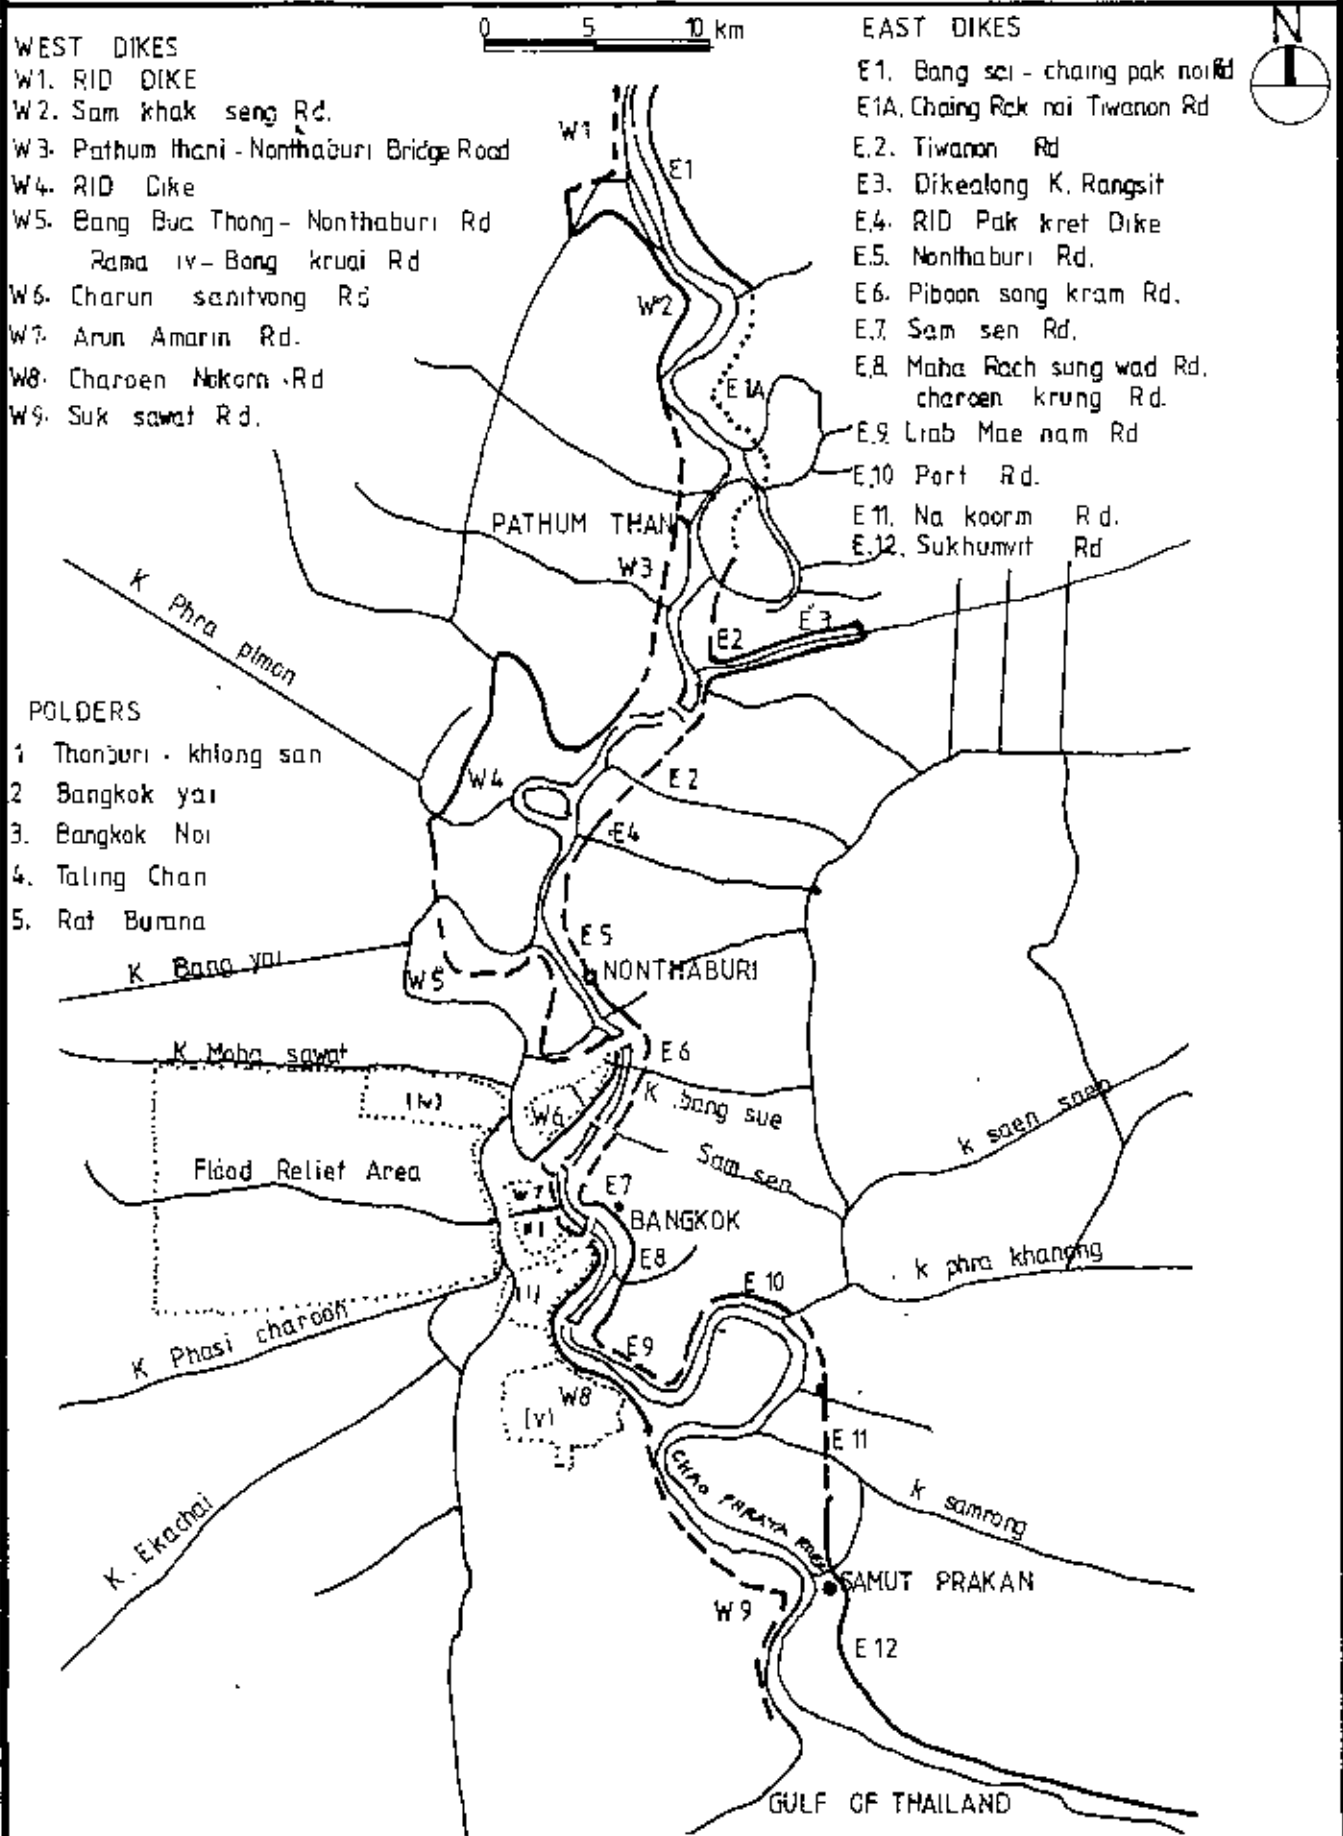 0 5 10 km
N
WEST DIKES
W1. RID DIKE
W2. Sam khak seng Rd.
W3. Pathum thani - Nonthaburi Bridge Road
W4. RID Dike
W5. Bang Bua Thong - Nonthaburi Rd
Rama iv - Bang kruai Rd
W6. Charun sanitvong Rd
W7. Arun Amarin Rd.
W8. Charoen Nakorn Rd
W9. Suk sawat Rd.
EAST DIKES
E1. Bang sai - chaing pak noi Rd
E1A. Chaing Rak noi Tiwanon Rd
E.2. Tiwanon Rd
E3. Dikealong K. Rangsit
E.4. RID Pak kret Dike
E.5. Nonthaburi Rd.
E6. Piboon song kram Rd.
E.7. Sam sen Rd.
E.8. Maha Rach sung wad Rd.
charoen krung Rd.
E.9. Liab Mae nam Rd
E.10 Port Rd.
E11. Na koorm Rd.
E.12. Sukhumvit Rd
POLDERS
1 Thonburi - khlong san
2 Bangkok yai
3. Bangkok Noi
4. Taling Chan
5. Rat Burana
W1
E1
W2
E1A
PATHUM THANI
W3
K Phra pimon
E2
E3
W4
E2
E4
E5
NONTHABURI
K Bang yai
W5
K Maha sawat
E6
(iv)
W6
K bang sue
k saen saep
Flood Relief Area
Sam sen
W7
E7
BANGKOK
E8
k phra khanong
E10
K Phasi charoen
E9
W8
(v)
E11
CHAO PHRAYA RIVER
k samrong
K. Ekachai
SAMUT PRAKAN
W9
E12
GULF OF THAILAND